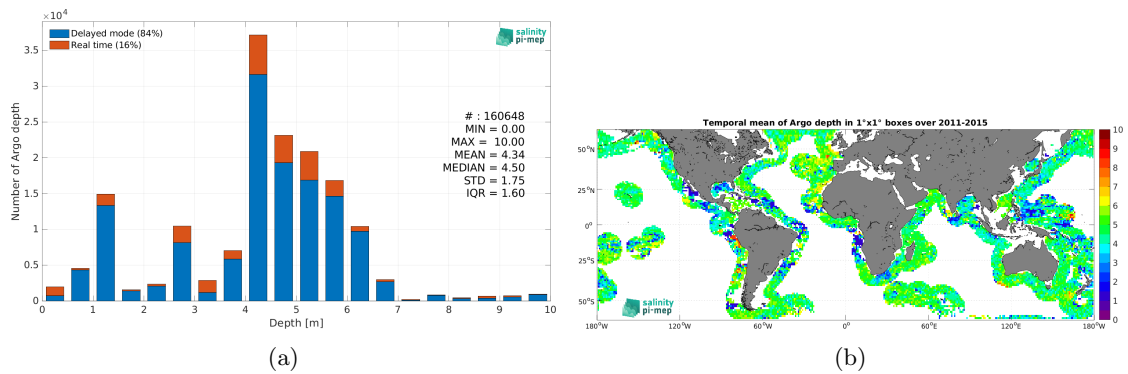 ×10⁴
Delayed mode (84%)
Real time (16%)
salinity
pi-mep
# : 160648
MIN = 0.00
MAX = 10.00
MEAN = 4.34
MEDIAN = 4.50
STD = 1.75
IQR = 1.60
Number of Argo depth
3.5
3
2.5
2
1.5
1
0.5
0
0 1 2 3 4 5 6 7 8 9 10
Depth [m]
(a)
Temporal mean of Argo depth in 1°x1° boxes over 2011-2015
50°N
25°N
0°
25°S
50°S
180°W 120°W 60°W 0° 60°E 120°E 180°W
salinity
pi-mep
10
9
8
7
6
5
4
3
2
1
0
(b)